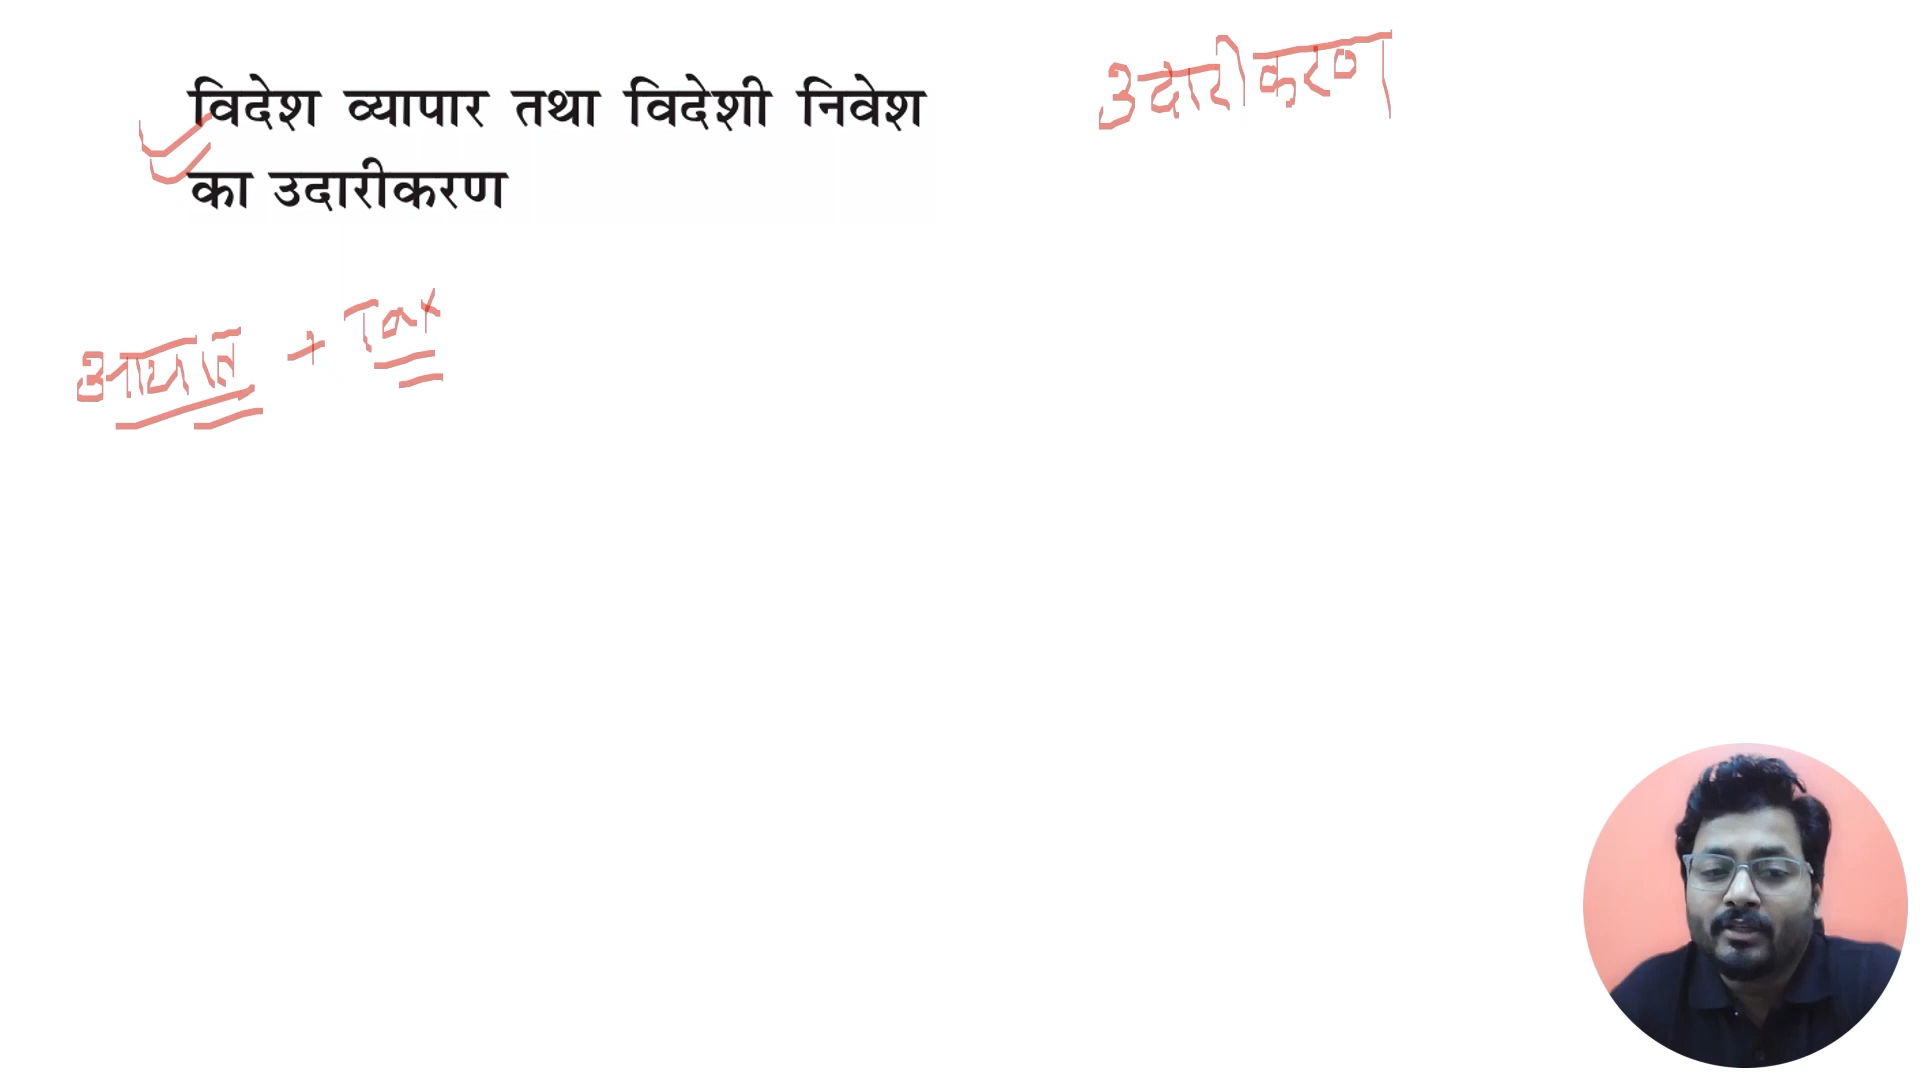 विदेश व्यापार तथा विदेशी निवेश
का उदारीकरण
उदारीकरण
आयात + Tax